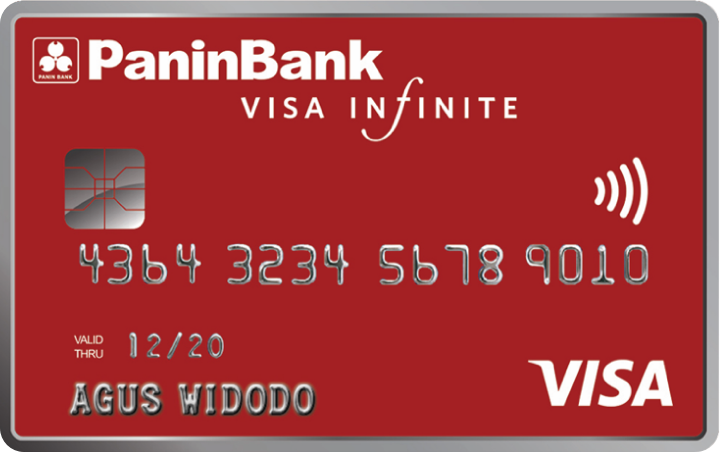 PANIN BANK
PaninBank
VISA INFINITE
4364 3234 5678 9010
VALID THRU 12/20
AGUS WIDODO
VISA